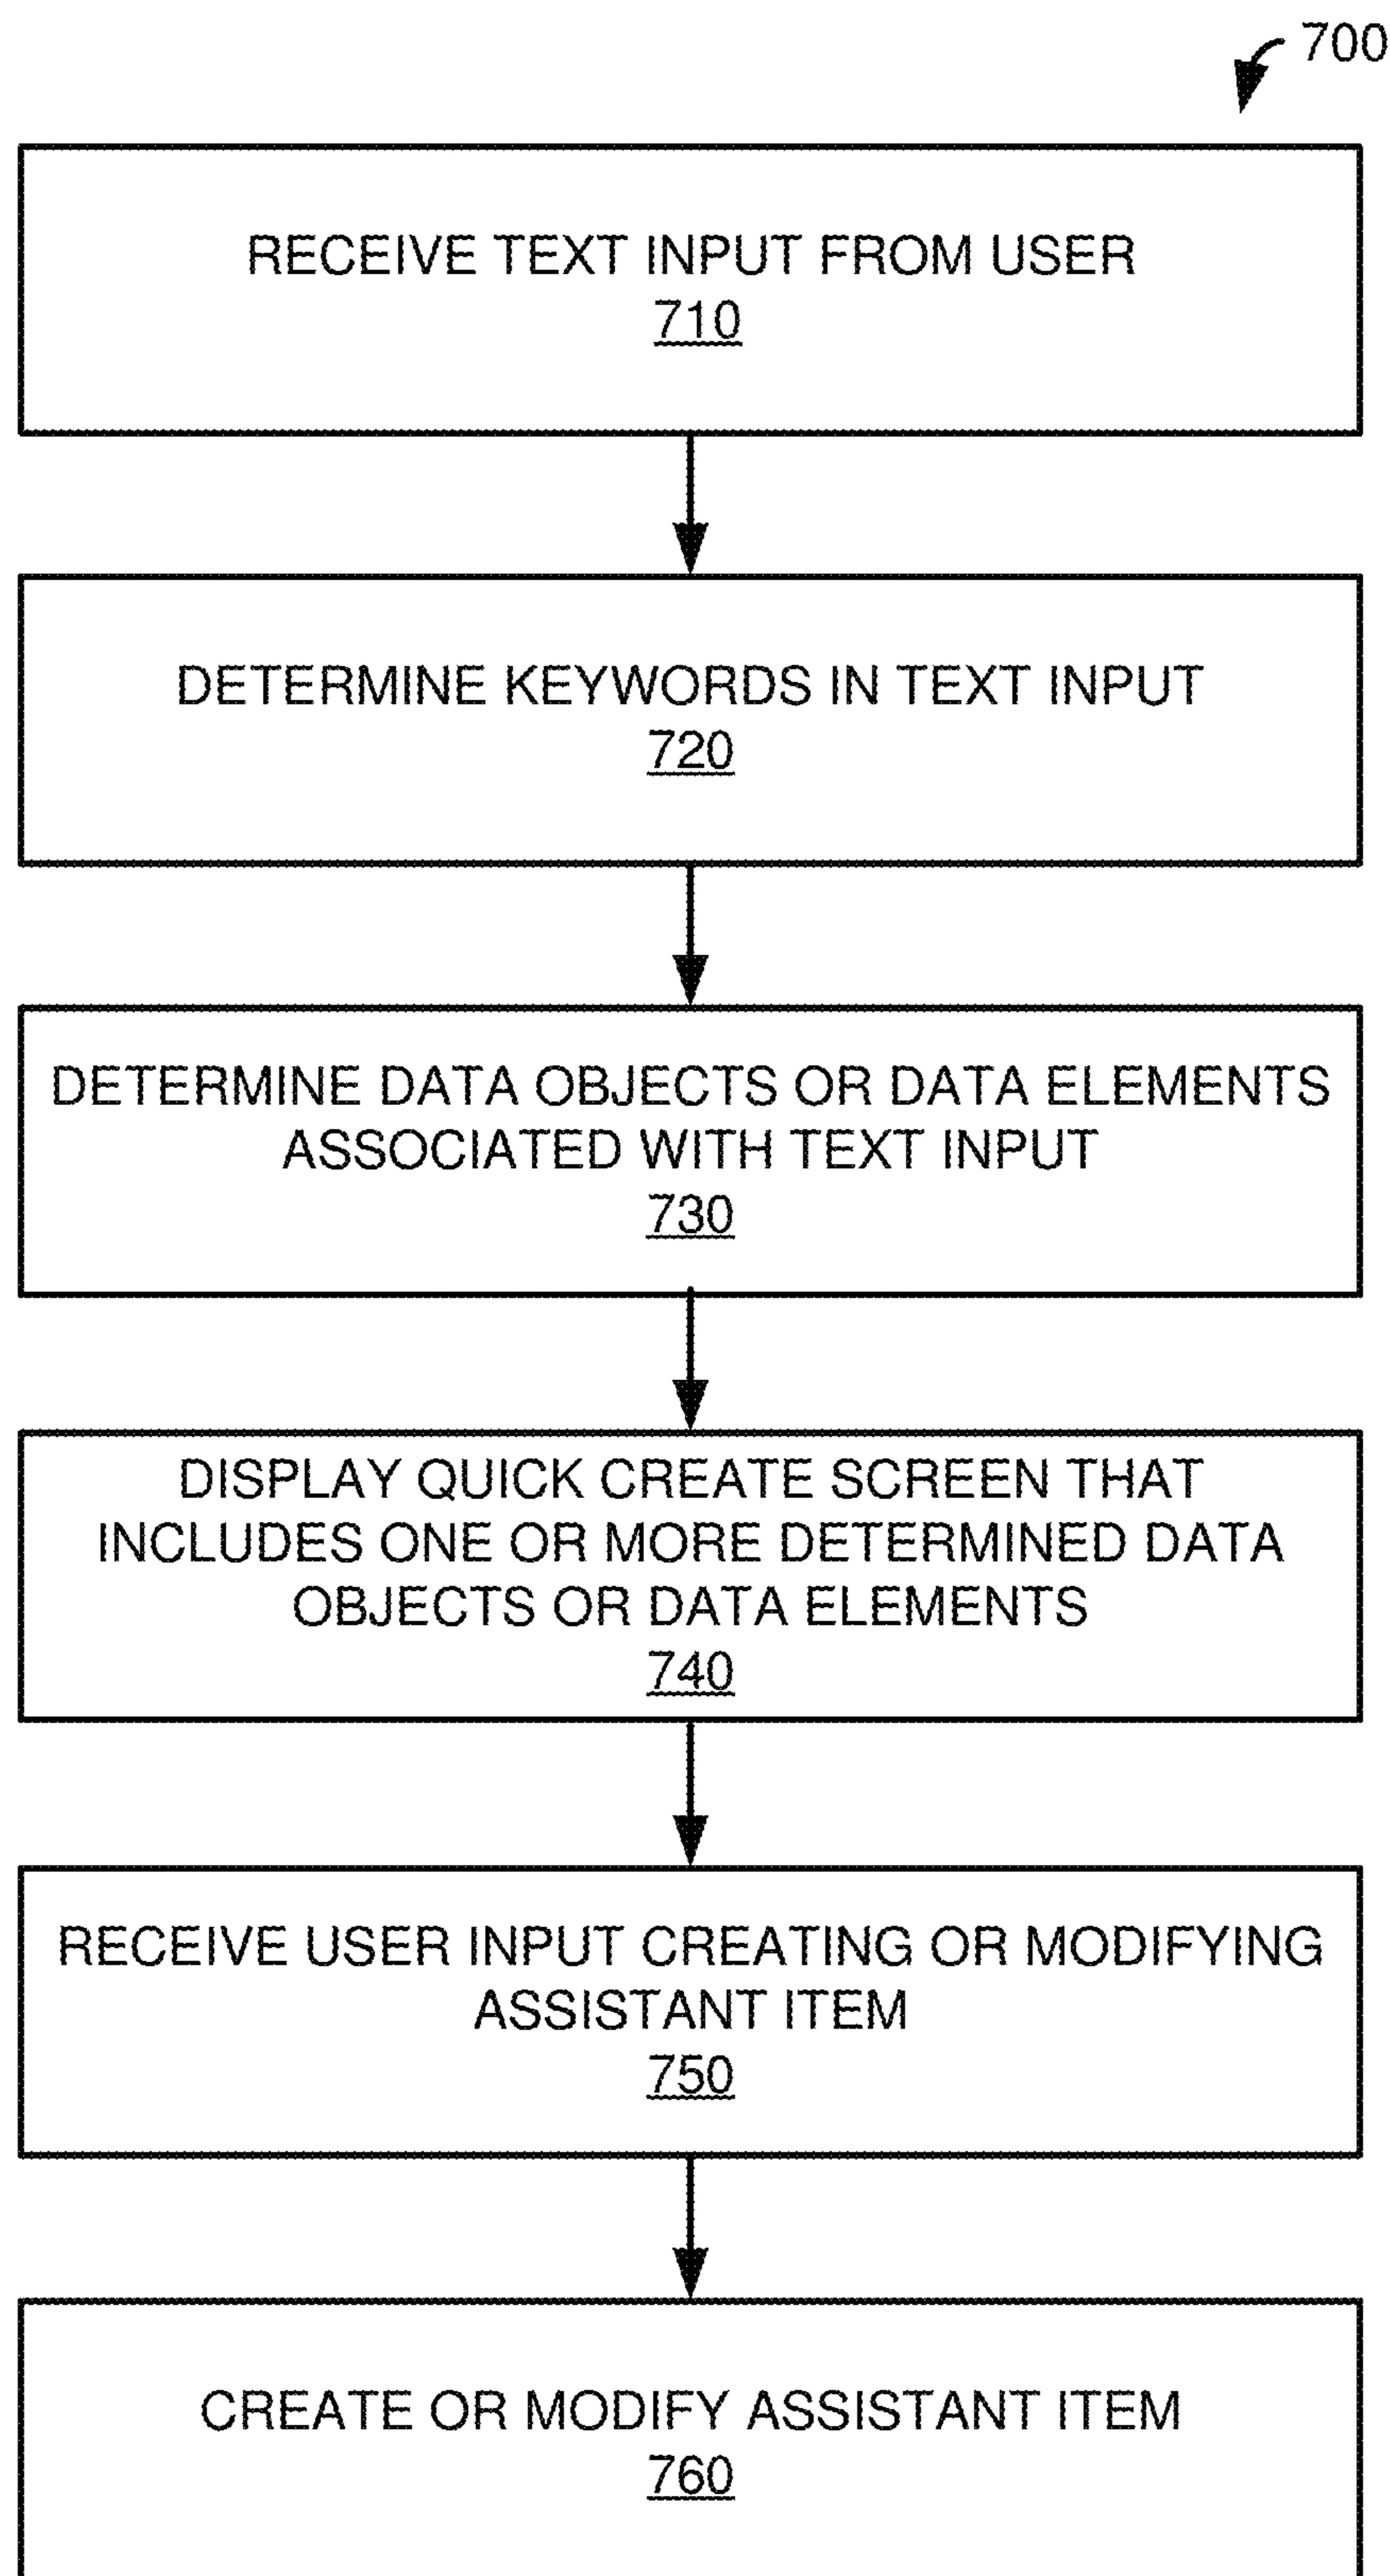 700
RECEIVE TEXT INPUT FROM USER
710
DETERMINE KEYWORDS IN TEXT INPUT
720
DETERMINE DATA OBJECTS OR DATA ELEMENTS
ASSOCIATED WITH TEXT INPUT
730
DISPLAY QUICK CREATE SCREEN THAT
INCLUDES ONE OR MORE DETERMINED DATA
OBJECTS OR DATA ELEMENTS
740
RECEIVE USER INPUT CREATING OR MODIFYING
ASSISTANT ITEM
750
CREATE OR MODIFY ASSISTANT ITEM
760